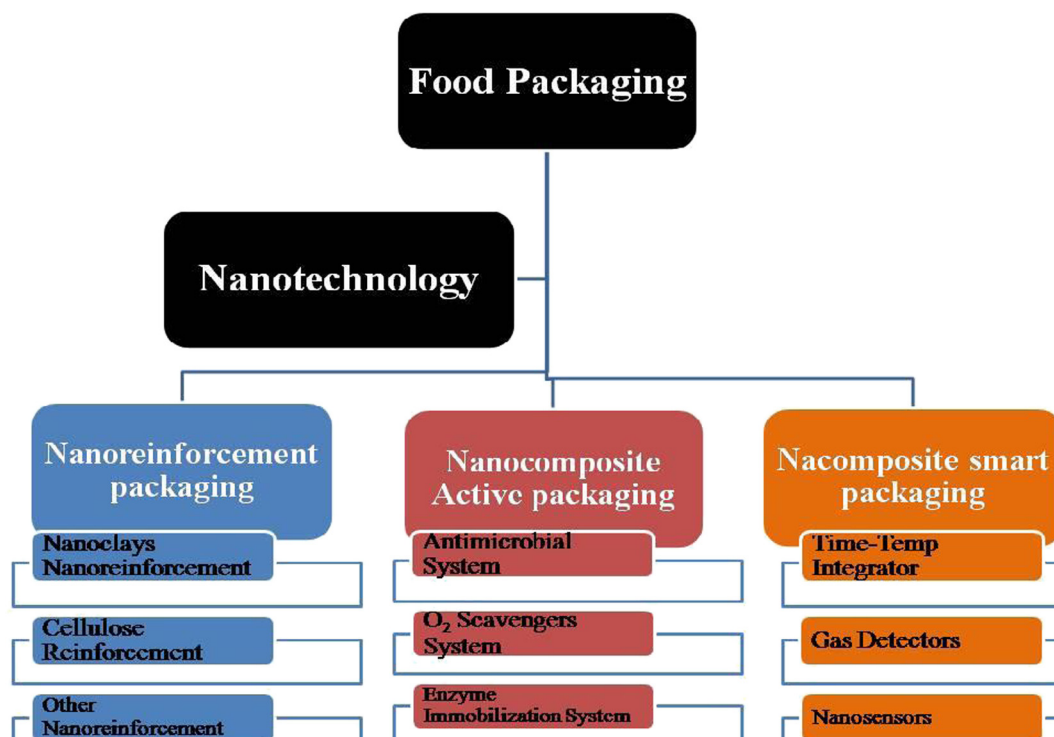 Food Packaging
Nanotechnology
Nanoreinforcement
packaging
Nanoclays
Nanoreinforcement
Cellulose
Reinforcement
Other
Nanoreinforcement
Nanocomposite
Active packaging
Antimicrobial
System
O₂ Scavengers
System
Enzyme
Immobilization System
Nacomposite smart
packaging
Time-Temp
Integrator
Gas Detectors
Nanosensors